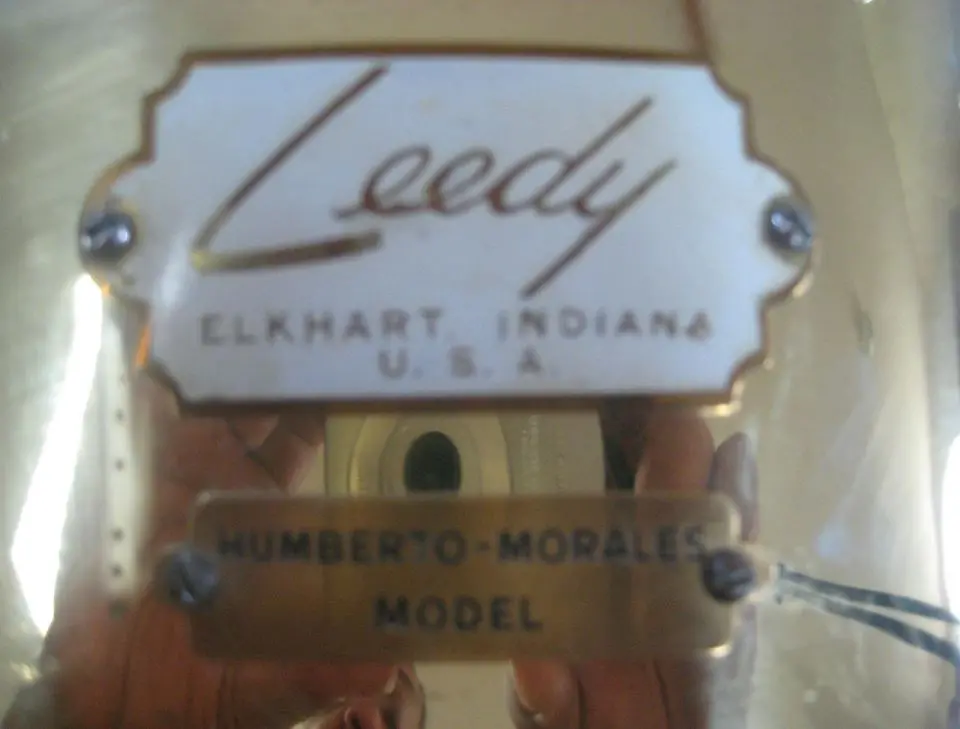 Leedy
ELKHART, INDIANA
U. S. A.
HUMBERTO-MORALES
MODEL